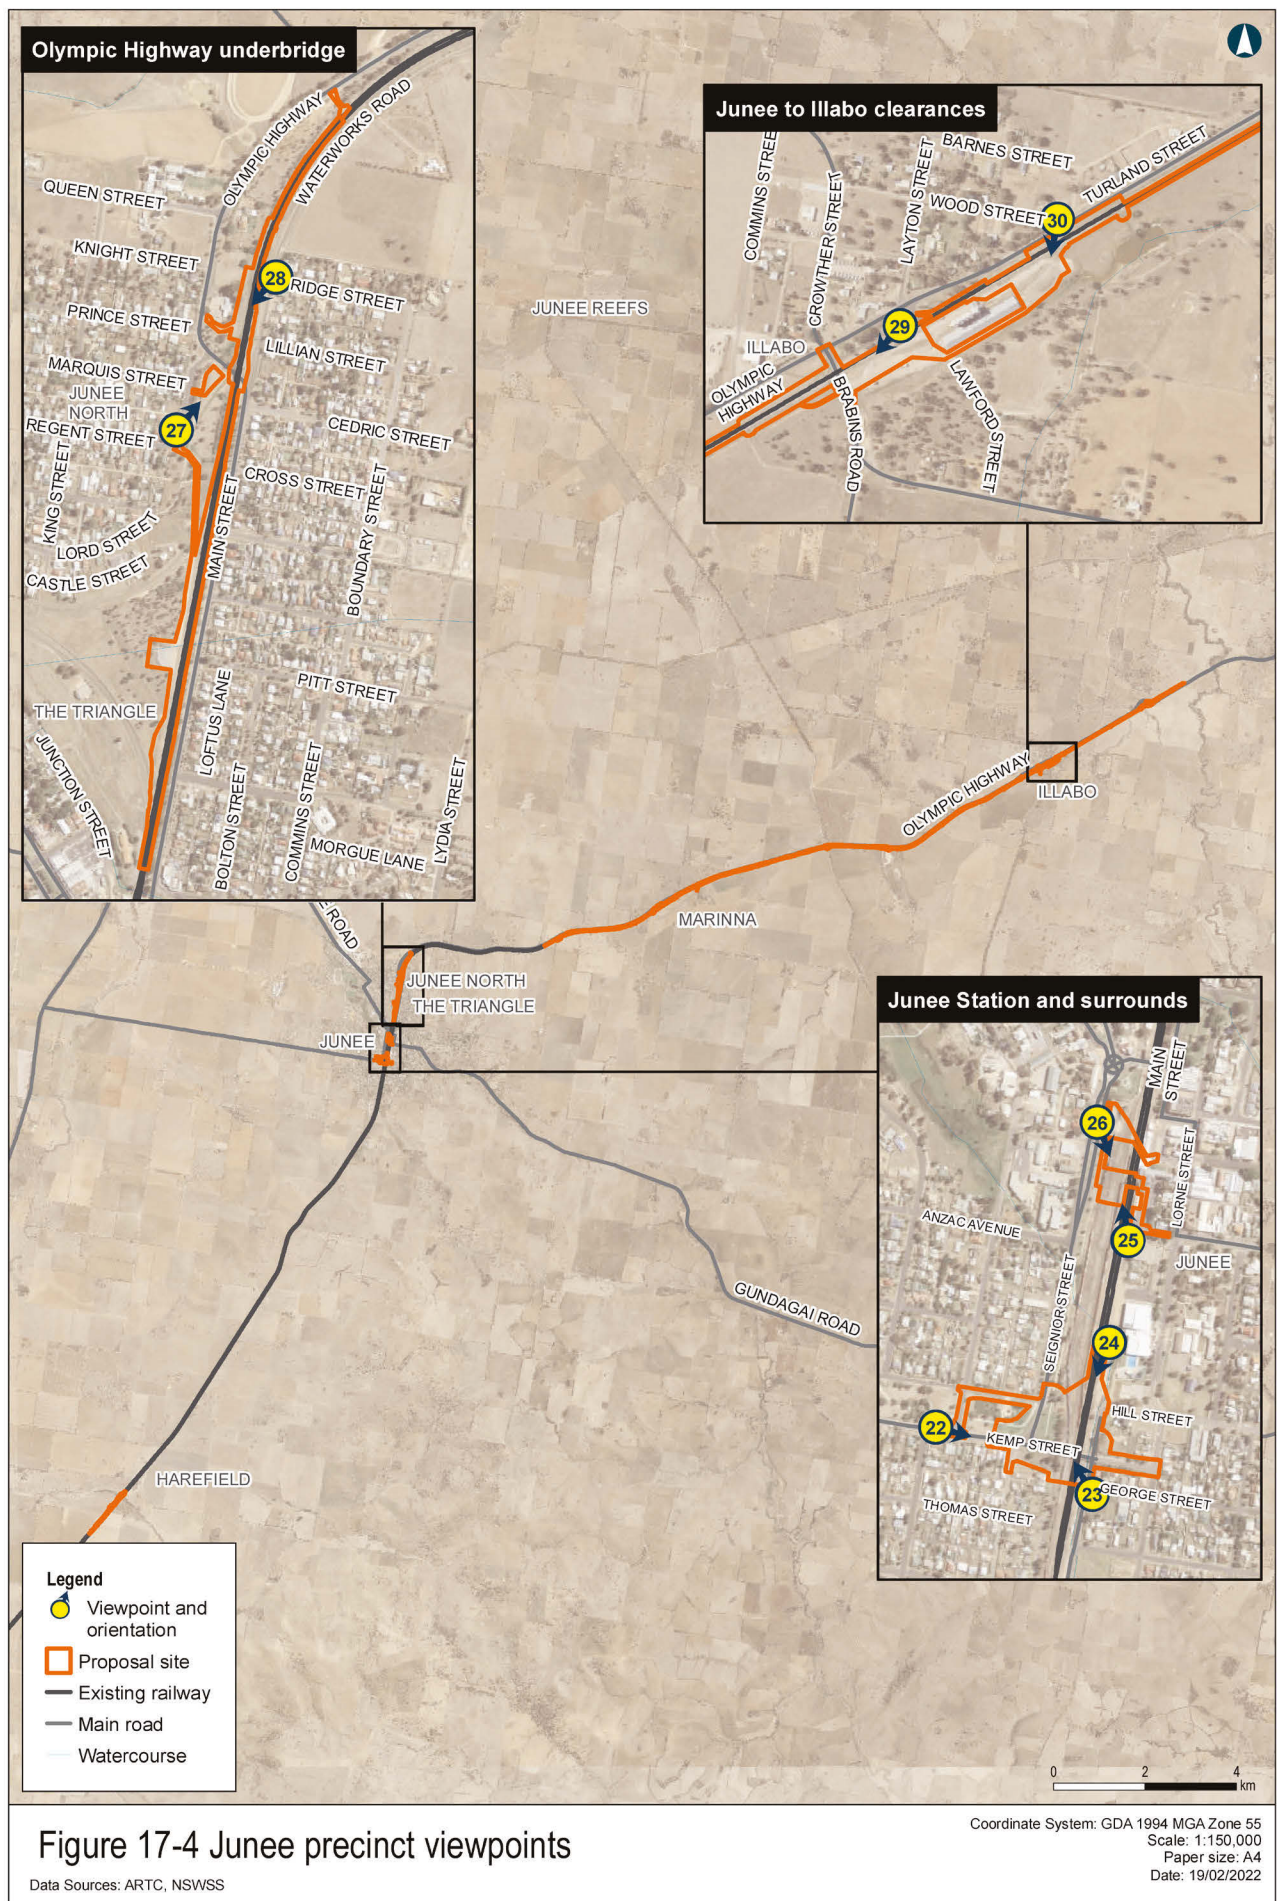 Olympic Highway underbridge
OLYMPIC HIGHWAY
WATERWORKS ROAD
QUEEN STREET
KNIGHT STREET
28
RIDGE STREET
PRINCE STREET
LILLIAN STREET
MARQUIS STREET
JUNEE
NORTH
27
REGENT STREET
CEDRIC STREET
KING STREET
CROSS STREET
MAIN STREET
BOUNDARY STREET
LORD STREET
CASTLE STREET
PITT STREET
THE TRIANGLE
LOFTUS LANE
JUNCTION STREET
BOLTON STREET
COMMINS STREET
MORGUE LANE
LYDIA STREET
Junee to Illabo clearances
COMMINS STREE
BARNES STREET
TURLAND STREET
LAYTON STREET
CROWTHER STREET
WOOD STREET
30
29
ILLABO
OLYMPIC
HIGHWAY
BRABINS ROAD
LAWFORD STREET
JUNEE REEFS
OLYMPIC HIGHWAY
ILLABO
MARINNA
ROAD
JUNEE NORTH
THE TRIANGLE
JUNEE
GUNDAGAI ROAD
HAREFIELD
Junee Station and surrounds
MAIN
STREET
26
LORNE STREET
ANZAC AVENUE
25
JUNEE
SEIGNIOR STREET
24
HILL STREET
22
KEMP STREET
23
GEORGE STREET
THOMAS STREET
Legend
Viewpoint and
orientation
Proposal site
Existing railway
Main road
Watercourse
0 2 4
km
Figure 17-4 Junee precinct viewpoints
Data Sources: ARTC, NSWSS
Coordinate System: GDA 1994 MGA Zone 55
Scale: 1:150,000
Paper size: A4
Date: 19/02/2022